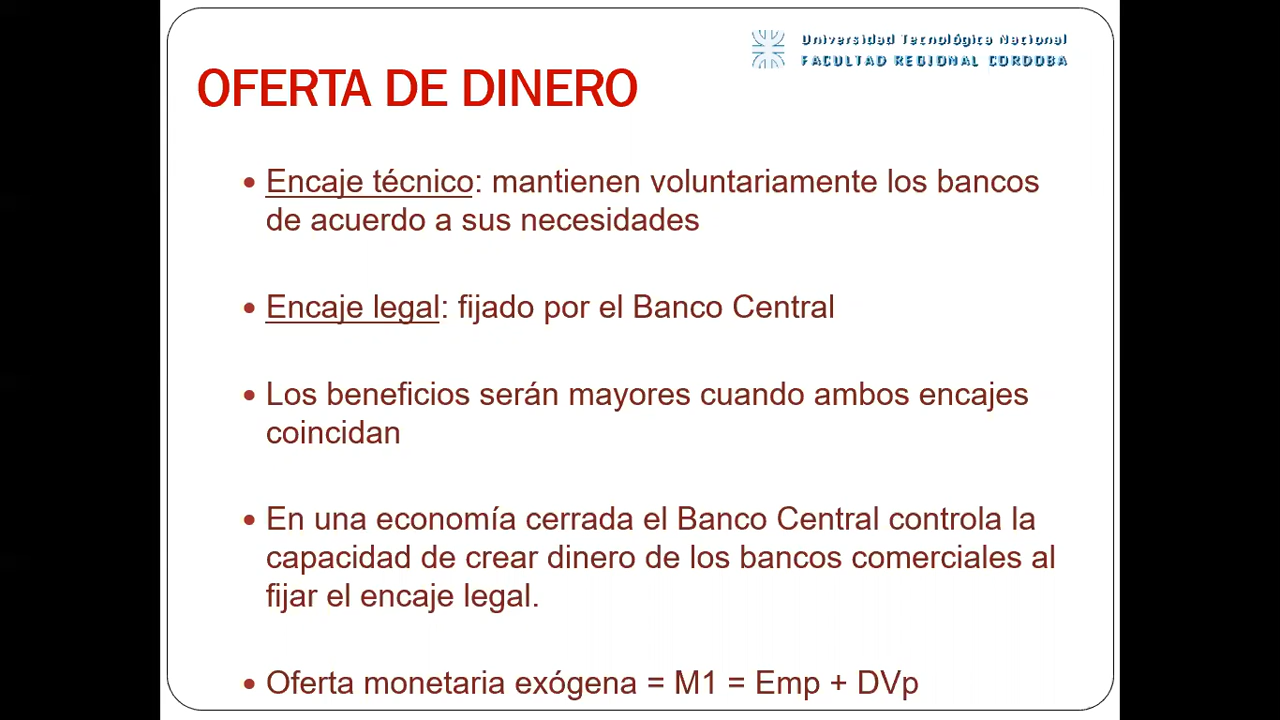 Universidad Tecnológica Nacional
FACULTAD REGIONAL CORDOBA
OFERTA DE DINERO
• Encaje técnico: mantienen voluntariamente los bancos
de acuerdo a sus necesidades
• Encaje legal: fijado por el Banco Central
• Los beneficios serán mayores cuando ambos encajes
coincidan
• En una economía cerrada el Banco Central controla la
capacidad de crear dinero de los bancos comerciales al
fijar el encaje legal.
• Oferta monetaria exógena = M1 = Emp + DVp